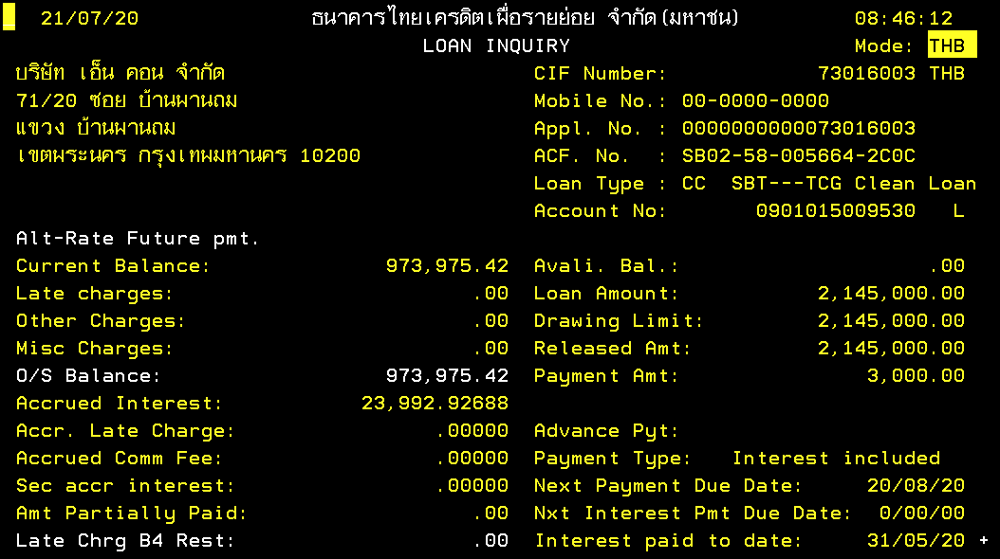 21/07/20 ธนาคารไทยเครดิตเพื่อรายย่อย จำกัด(มหาชน) 08:46:12
LOAN INQUIRY Mode: THB
บริษัท เอ็น คอน จำกัด CIF Number: 73016003 THB
71/20 ซอย บ้านพานถม Mobile No.: 00-0000-0000
แขวง บ้านพานถม Appl. No. : 0000000000073016003
เขตพระนคร กรุงเทพมหานคร 10200 ACF. No. : SB02-58-005664-2C0C
Loan Type : CC SBT---TCG Clean Loan
Account No: 0901015009530 L
Alt-Rate Future pmt.
Current Balance: 973,975.42 Avali. Bal.: .00
Late charges: .00 Loan Amount: 2,145,000.00
Other Charges: .00 Drawing Limit: 2,145,000.00
Misc Charges: .00 Released Amt: 2,145,000.00
O/S Balance: 973,975.42 Payment Amt: 3,000.00
Accrued Interest: 23,992.92688
Accr. Late Charge: .00000 Advance Pyt:
Accrued Comm Fee: .00000 Payment Type: Interest included
Sec accr interest: .00000 Next Payment Due Date: 20/08/20
Amt Partially Paid: .00 Nxt Interest Pmt Due Date: 0/00/00
Late Chrg B4 Rest: .00 Interest paid to date: 31/05/20 +